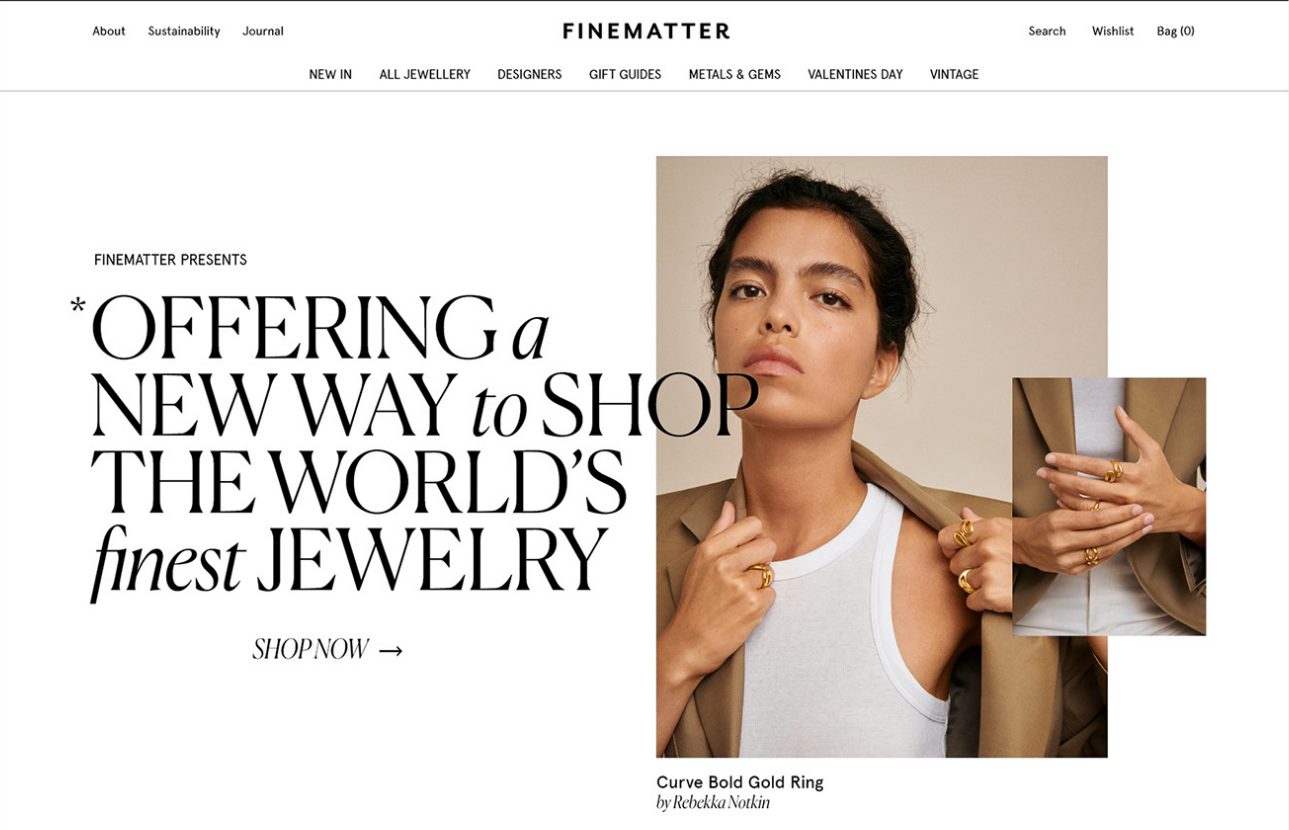 About Sustainability Journal
FINEMATTER
Search Wishlist Bag (0)
NEW IN ALL JEWELLERY DESIGNERS GIFT GUIDES METALS & GEMS VALENTINES DAY VINTAGE
FINEMATTER PRESENTS
*OFFERING a
NEW WAY to SHOP
THE WORLD’S
finest JEWELRY
SHOP NOW →
Curve Bold Gold Ring
by Rebekka Notkin